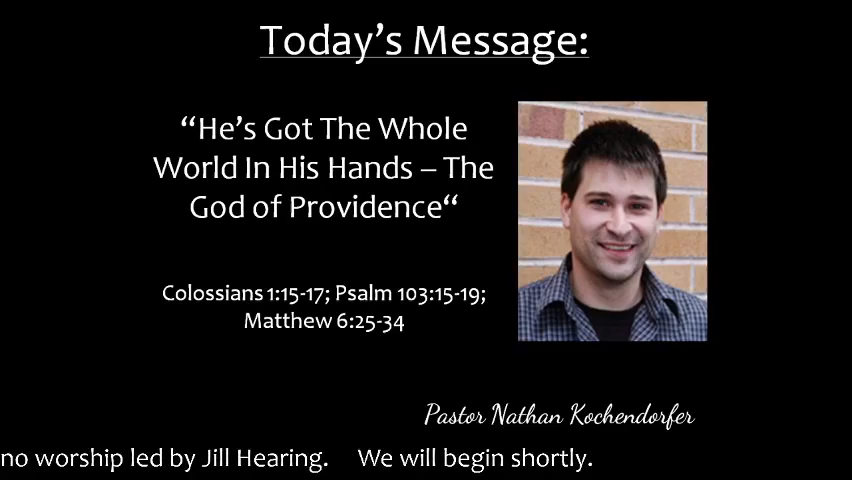 Today’s Message:
“He’s Got The Whole
World In His Hands – The
God of Providence“
Colossians 1:15-17; Psalm 103:15-19;
Matthew 6:25-34
Pastor Nathan Kochendorfer
no worship led by Jill Hearing. We will begin shortly.